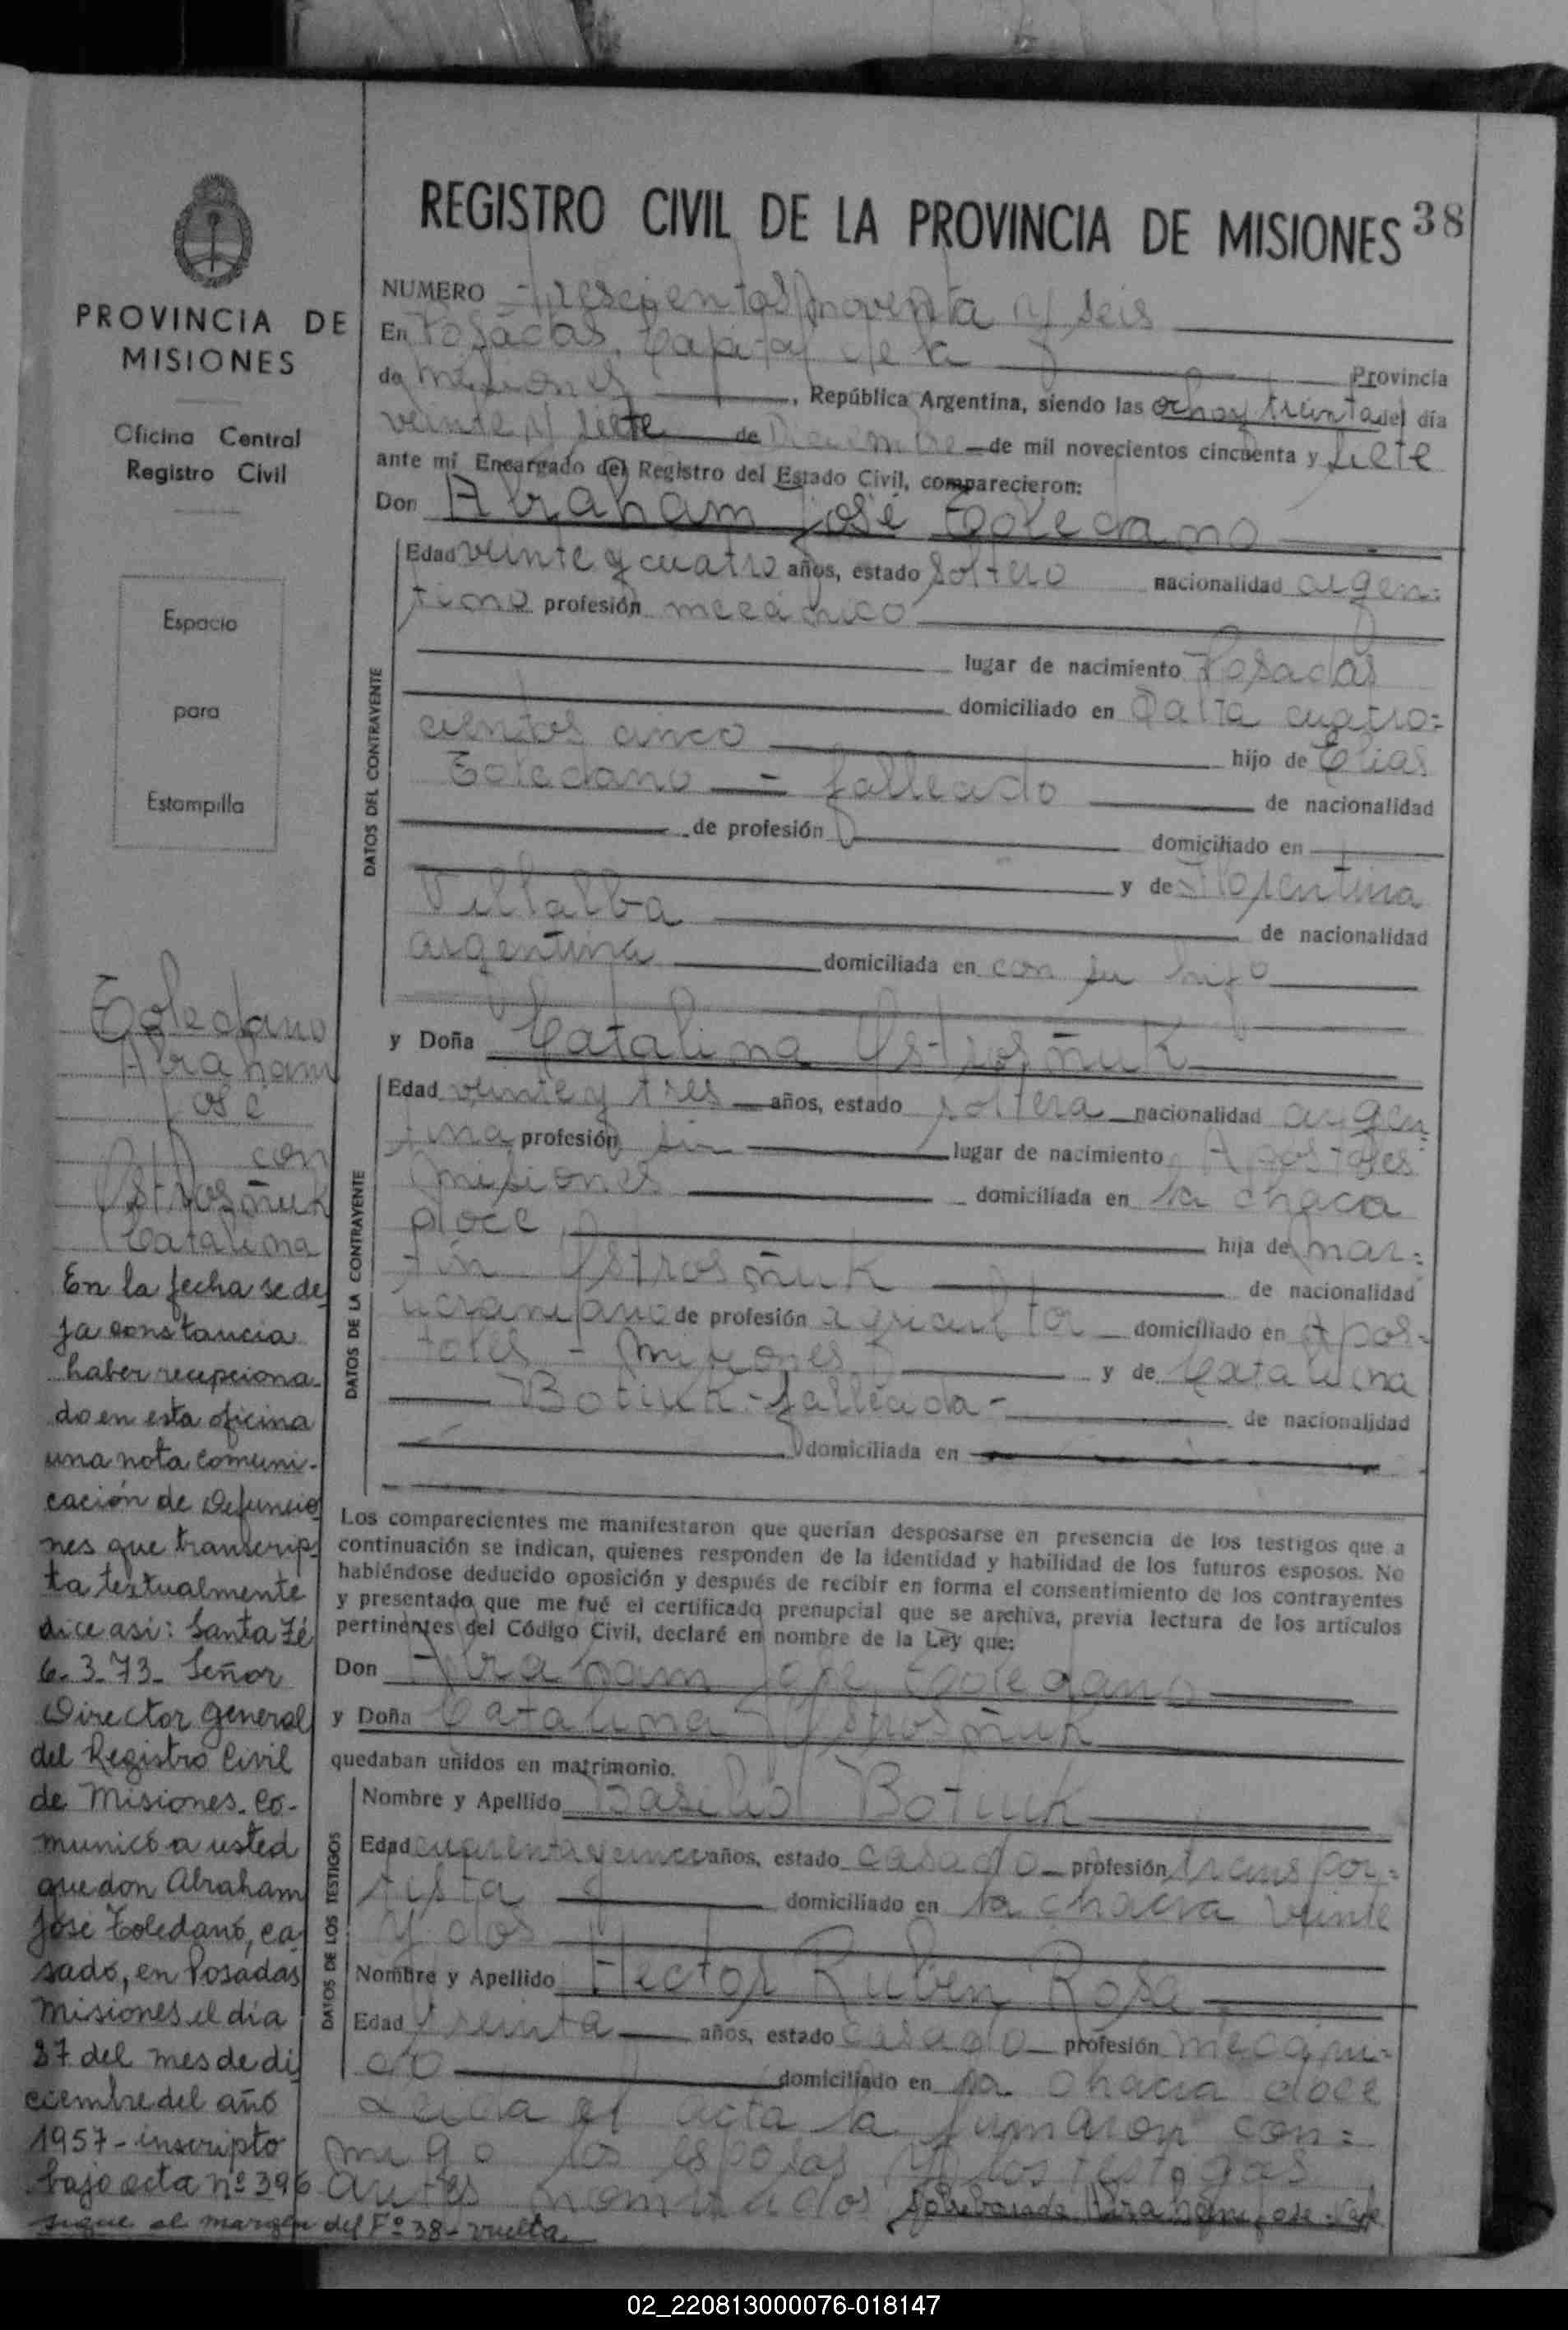 REGISTRO CIVIL DE LA PROVINCIA DE MISIONES 38
PROVINCIA DE
MISIONES
Oficina Central
Registro Civil
Espacio
para
Estampilla
Toledano
Abraham
José
con
Ostrosñuk
Catalina
En la fecha se de
ja constancia
haber recepciona-
do en esta oficina
una nota comuni-
cación de Defuncio
nes que transcrip-
ta textualmente
dice asi: Santa Fé
6-3-73- Señor
Director General
del Registro Civil
de Misiones. Co-
municó a usted
que don Abraham
José Toledano, ca
sado, en Posadas
Misiones el día
27 del mes de di
ciembre del año
1957 - inscripto
bajo acta nº 396
sigue al margen del Fº 38 - vuelta
NUMERO trescientos noventa y seis
En Posadas, Capital de la Provincia
de Misiones, República Argentina, siendo las ocho y treinta del día
veinte y siete de Diciembre de mil novecientos cincuenta y siete
ante mi Encargado del Registro del Estado Civil, comparecieron:
Don Abraham José Toledano
DATOS DEL CONTRAYENTE
Edad veinte y cuatro años, estado soltero nacionalidad argen=
tino profesión mecánico
lugar de nacimiento Posadas
domiciliado en Salta cuatro=
cientos cinco hijo de Elias
Toledano - fallecido de nacionalidad
de profesión domiciliado en
y de Florentina
Villalba de nacionalidad
argentina domiciliada en con su hijo
y Doña Catalina Ostrosñuk
DATOS DE LA CONTRAYENTE
Edad veinte y tres años, estado soltera nacionalidad argen=
tina profesión sin lugar de nacimiento Apostoles
Misiones domiciliada en la chacra
doce hija de Mar=
tin Ostrosñuk de nacionalidad
ucraniano de profesión agricultor domiciliado en Apos=
toles - Misiones y de Catalina
Botiuk - fallecida - de nacionalidad
domiciliada en
Los comparecientes me manifestaron que querían desposarse en presencia de los testigos que a
continuación se indican, quienes responden de la identidad y habilidad de los futuros esposos. No
habiéndose deducido oposición y después de recibir en forma el consentimiento de los contrayentes
y presentado que me fué el certificado prenupcial que se archiva, previa lectura de los artículos
pertinentes del Código Civil, declaré en nombre de la Ley que:
Don Abraham José Toledano
y Doña Catalina Ostrosñuk
quedaban unidos en matrimonio.
DATOS DE LOS TESTIGOS
Nombre y Apellido Basilio Botiuk
Edad cuarenta y cinco años, estado casado profesión transpor=
tista domiciliado en la chacra veinte
y dos
Nombre y Apellido Hector Ruben Rosa
Edad treinta años, estado casado profesión mecáni=
co domiciliado en la chacra doce
Leida el acta la firmaron con=
migo los esposos y los testigos
antes nombrados Sobrebarrado Abraham José: Vale
02_220813000076-018147